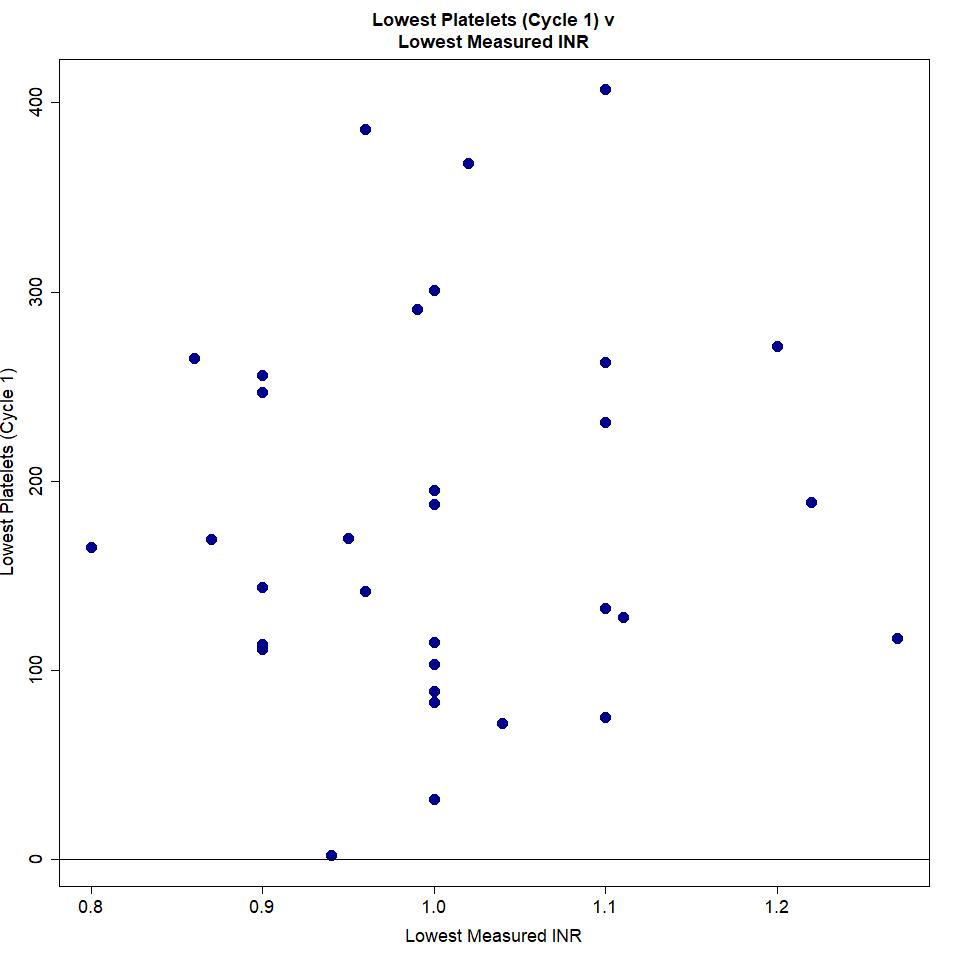 Lowest Platelets (Cycle 1) v
Lowest Measured INR
400
300
200
100
0
Lowest Platelets (Cycle 1)
0.8 0.9 1.0 1.1 1.2
Lowest Measured INR